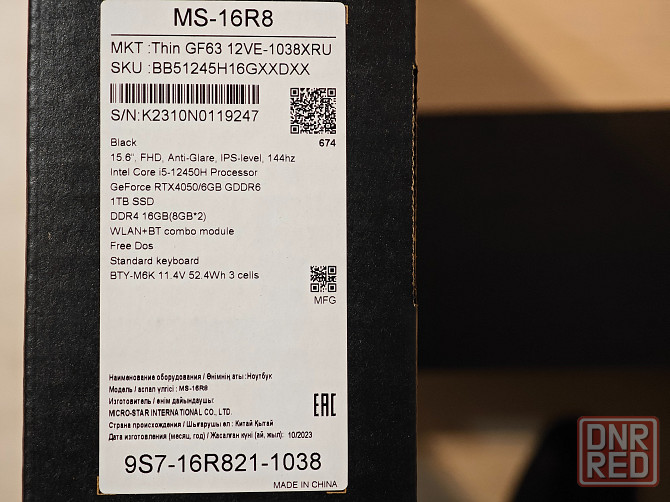 MS-16R8
MKT :Thin GF63 12VE-1038XRU
SKU :BB51245H16GXXDXX
S/N:K2310N0119247
674
Black
15.6", FHD, Anti-Glare, IPS-level, 144hz
Intel Core i5-12450H Processor
GeForce RTX4050/6GB GDDR6
1TB SSD
DDR4 16GB(8GB*2)
WLAN+BT combo module
Free Dos
Standard keyboard
BTY-M6K 11.4V 52.4Wh 3 cells
MFG
Наименование оборудования / Өнімнің аты : Ноутбук
Модель / аспап үлгісі : MS-16R8
Изготовитель / өнім дайындаушы:
MICRO-STAR INTERNATIONAL CO., LTD.
Страна происхождения / Шығарушы ел : Китай Қытай
Дата изготовления (месяц, год) / Жасалған күні (ай, жыл): 10/2023
EAC
9S7-16R821-1038
MADE IN CHINA
DNR
RED